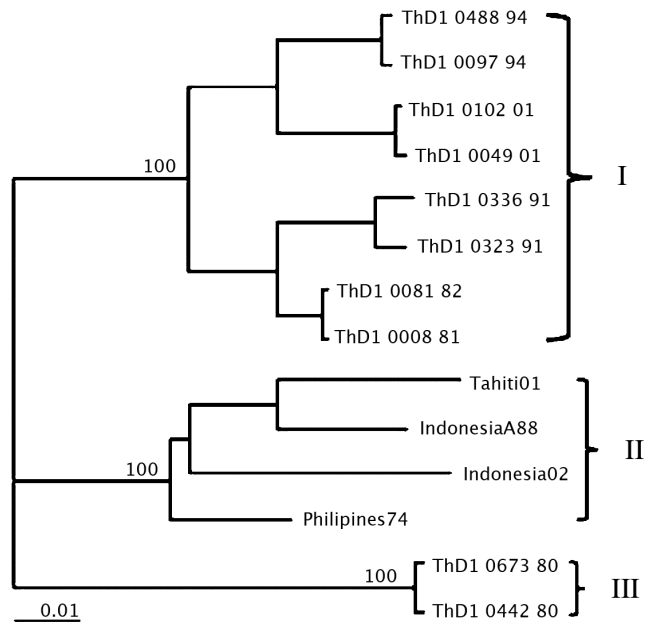 ThD1 0488 94
ThD1 0097 94
ThD1 0102 01
100
ThD1 0049 01
I
ThD1 0336 91
ThD1 0323 91
ThD1 0081 82
ThD1 0008 81
Tahiti01
IndonesiaA88
II
100
Indonesia02
Philipines74
ThD1 0673 80
100
III
ThD1 0442 80
0.01